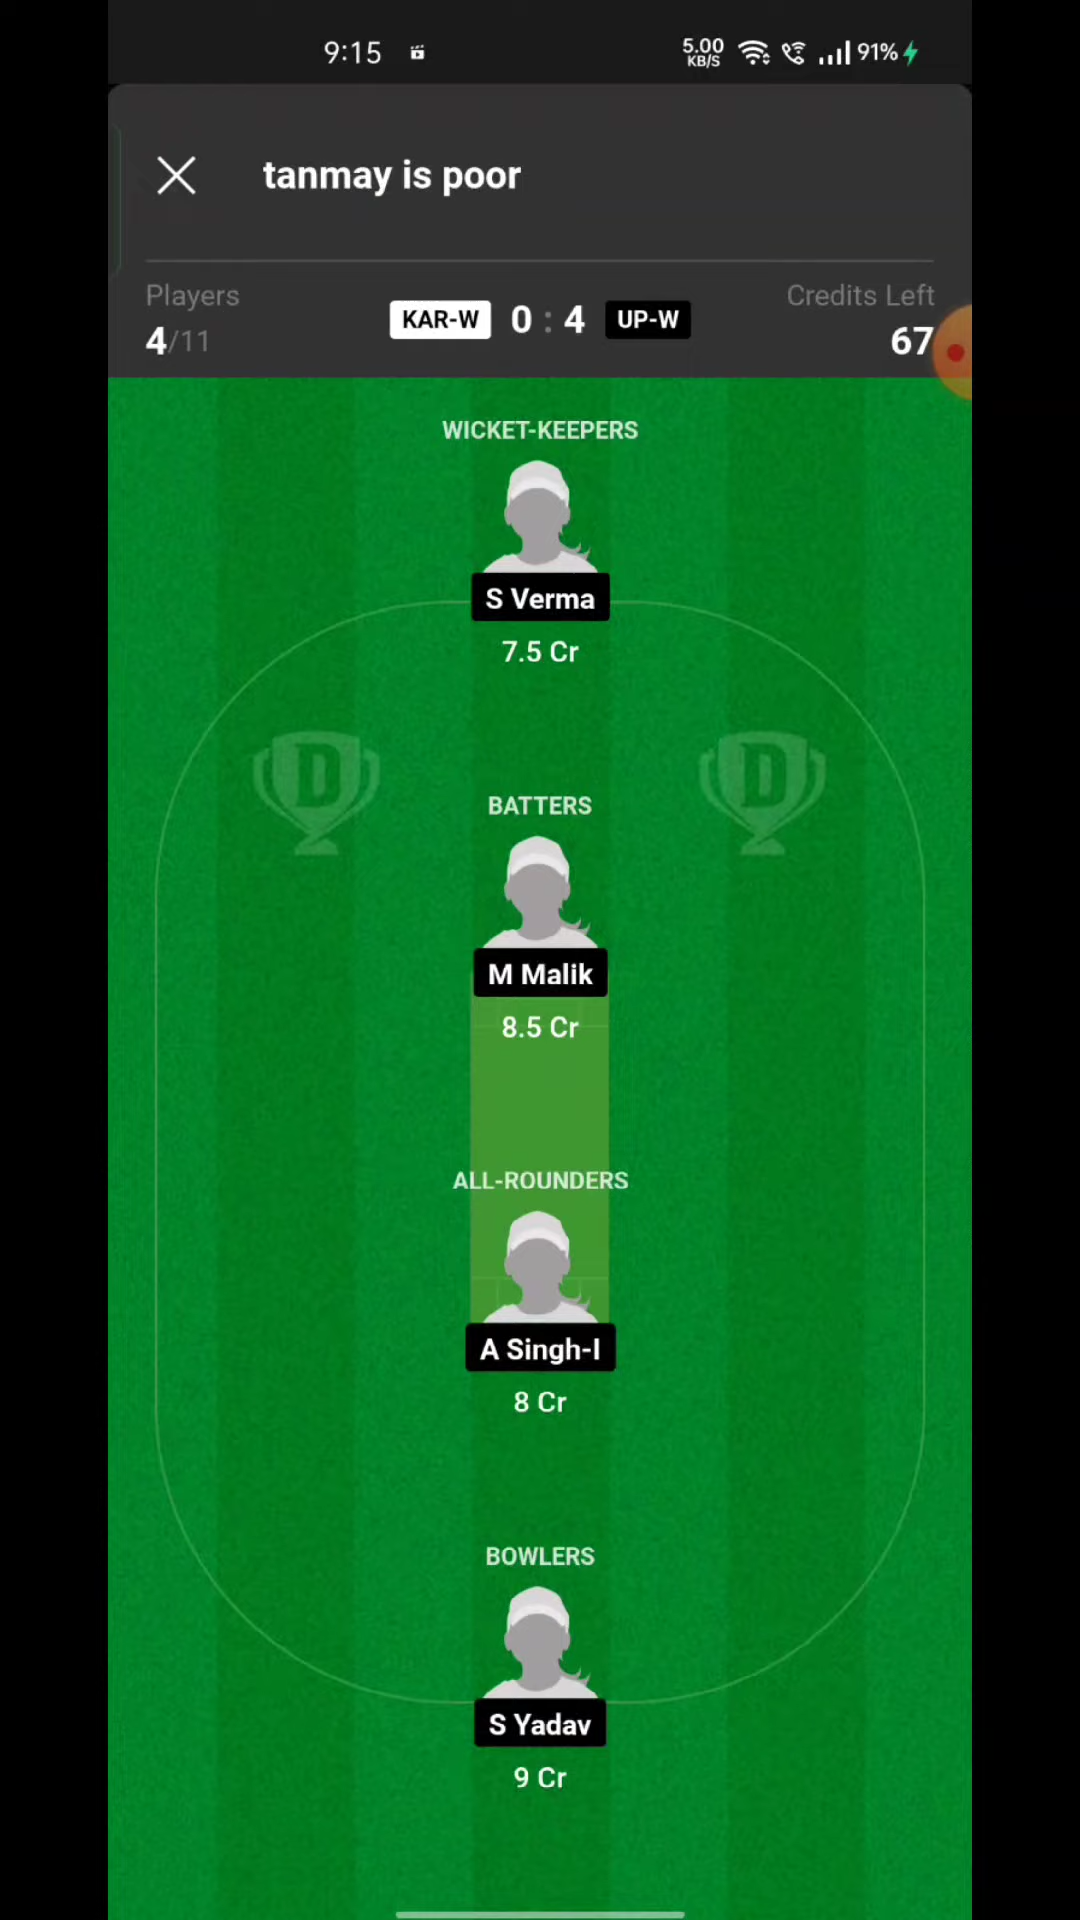 9:15
5.00
KB/S
91%
tanmay is poor
Players
4/11
KAR-W 0 : 4 UP-W
Credits Left
67
WICKET-KEEPERS
S Verma
7.5 Cr
D D
BATTERS
M Malik
8.5 Cr
ALL-ROUNDERS
A Singh-I
8 Cr
BOWLERS
S Yadav
9 Cr